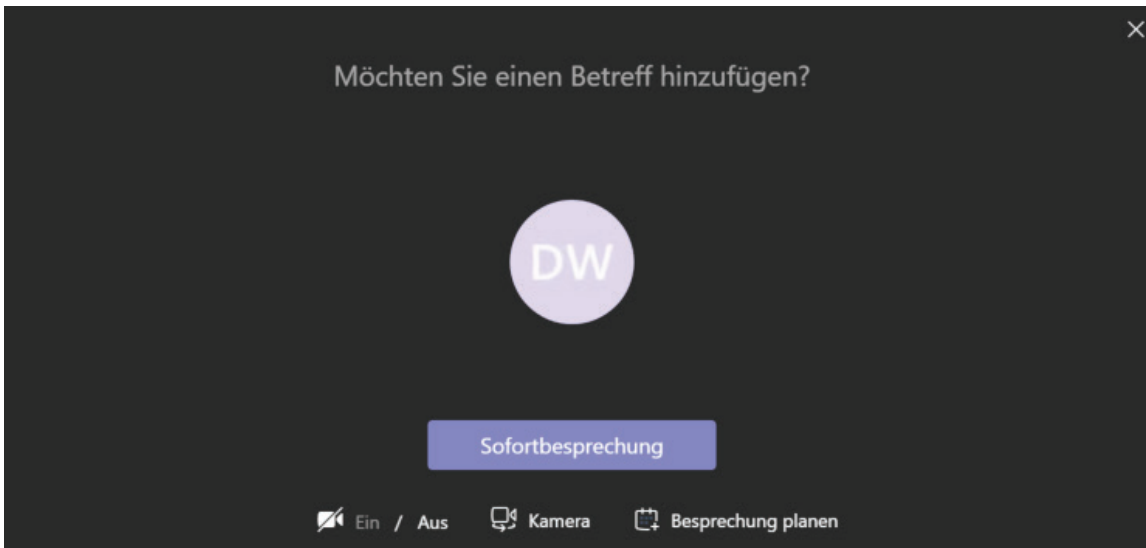 Möchten Sie einen Betreff hinzufügen?
DW
Sofortbesprechung
Ein / Aus Kamera Besprechung planen